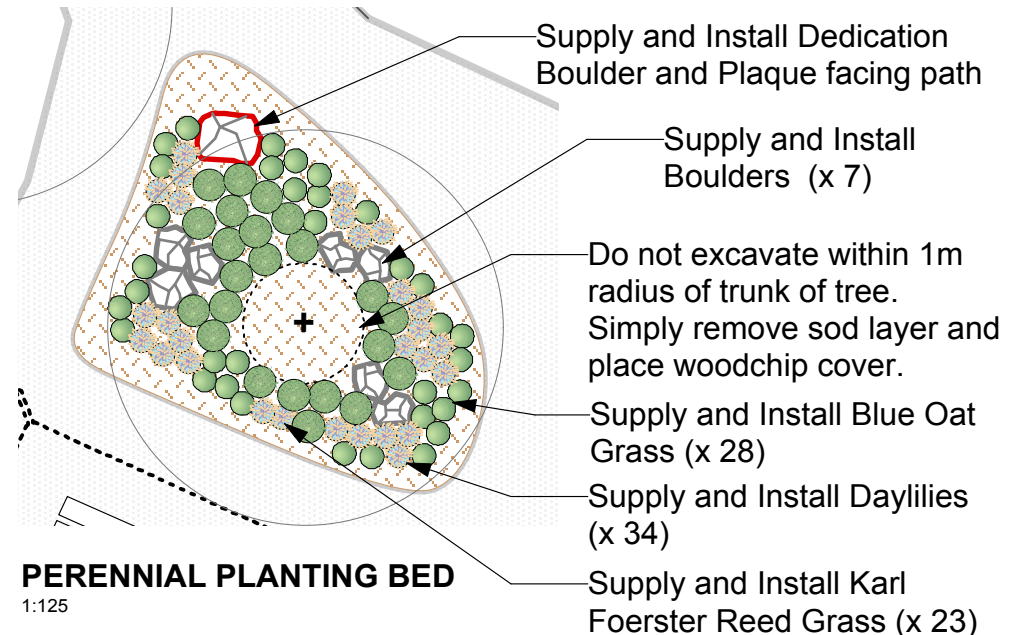 Supply and Install Dedication
Boulder and Plaque facing path
Supply and Install
Boulders (x 7)
Do not excavate within 1m
radius of trunk of tree.
Simply remove sod layer and
place woodchip cover.
Supply and Install Blue Oat
Grass (x 28)
Supply and Install Daylilies
(x 34)
Supply and Install Karl
Foerster Reed Grass (x 23)
PERENNIAL PLANTING BED
1:125